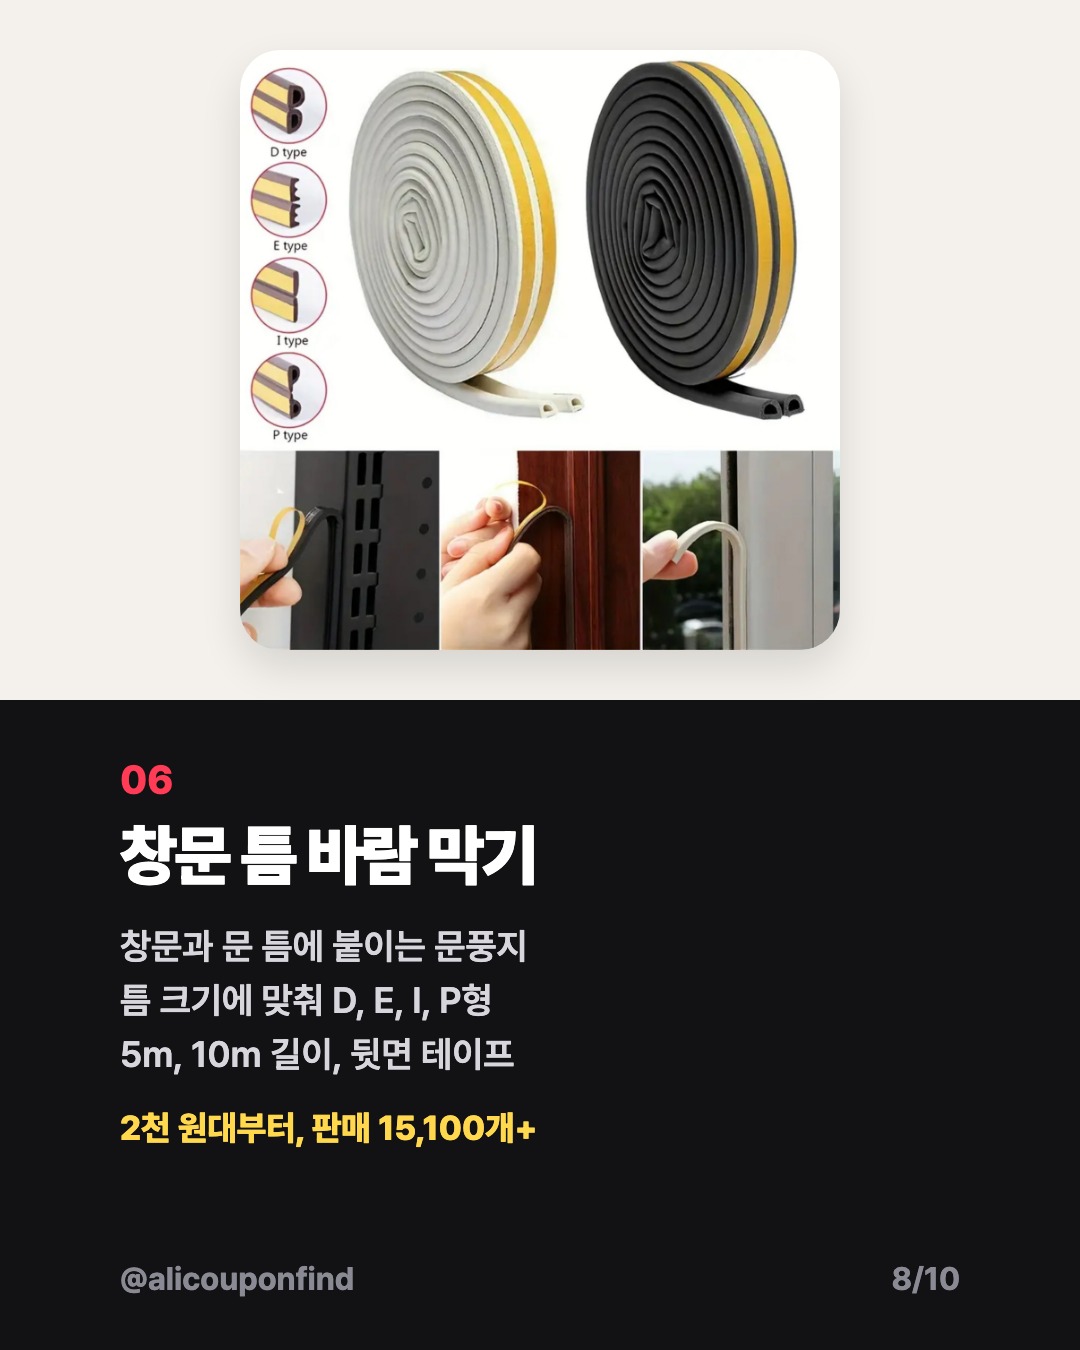 D type
E type
I type
P type
06
창문 틈 바람 막기
창문과 문 틈에 붙이는 문풍지
틈 크기에 맞춰 D, E, I, P형
5m, 10m 길이, 뒷면 테이프
2천 원대부터, 판매 15,100개+
@alicouponfind
8/10